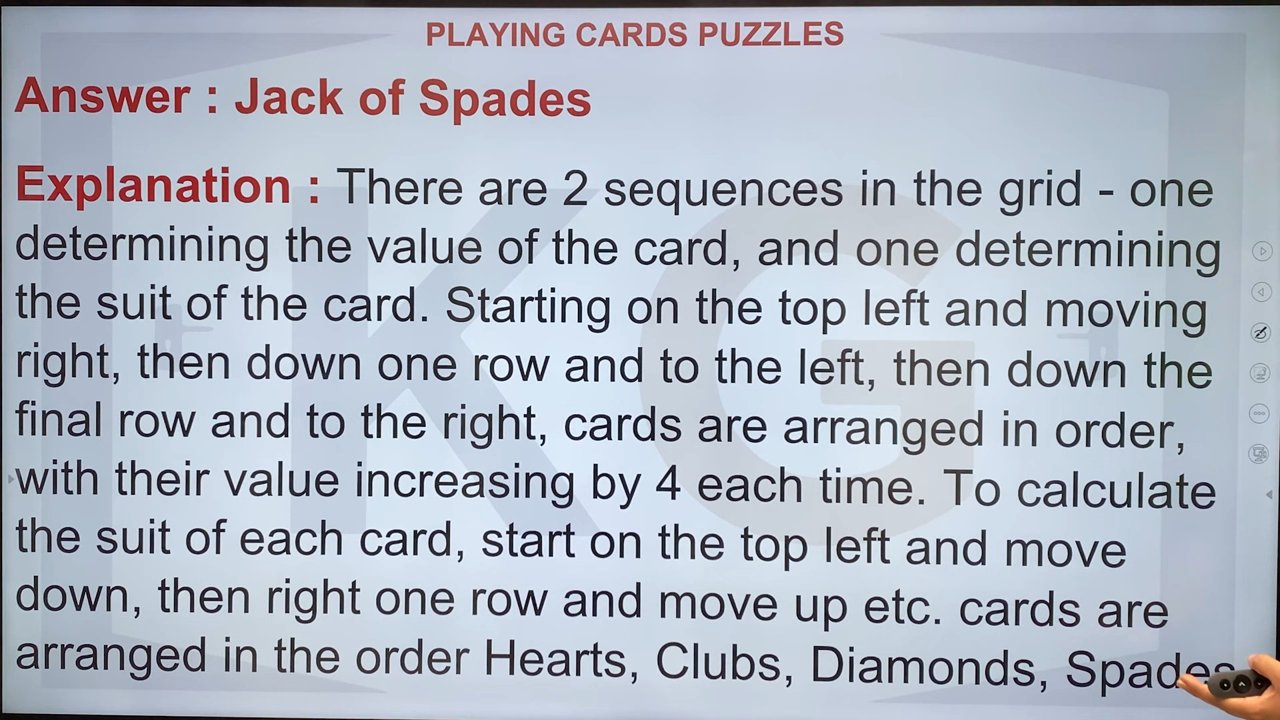 PLAYING CARDS PUZZLES
Answer : Jack of Spades
Explanation : There are 2 sequences in the grid - one
determining the value of the card, and one determining
the suit of the card. Starting on the top left and moving
right, then down one row and to the left, then down the
final row and to the right, cards are arranged in order,
with their value increasing by 4 each time. To calculate
the suit of each card, start on the top left and move
down, then right one row and move up etc. cards are
arranged in the order Hearts, Clubs, Diamonds, Spades
KG